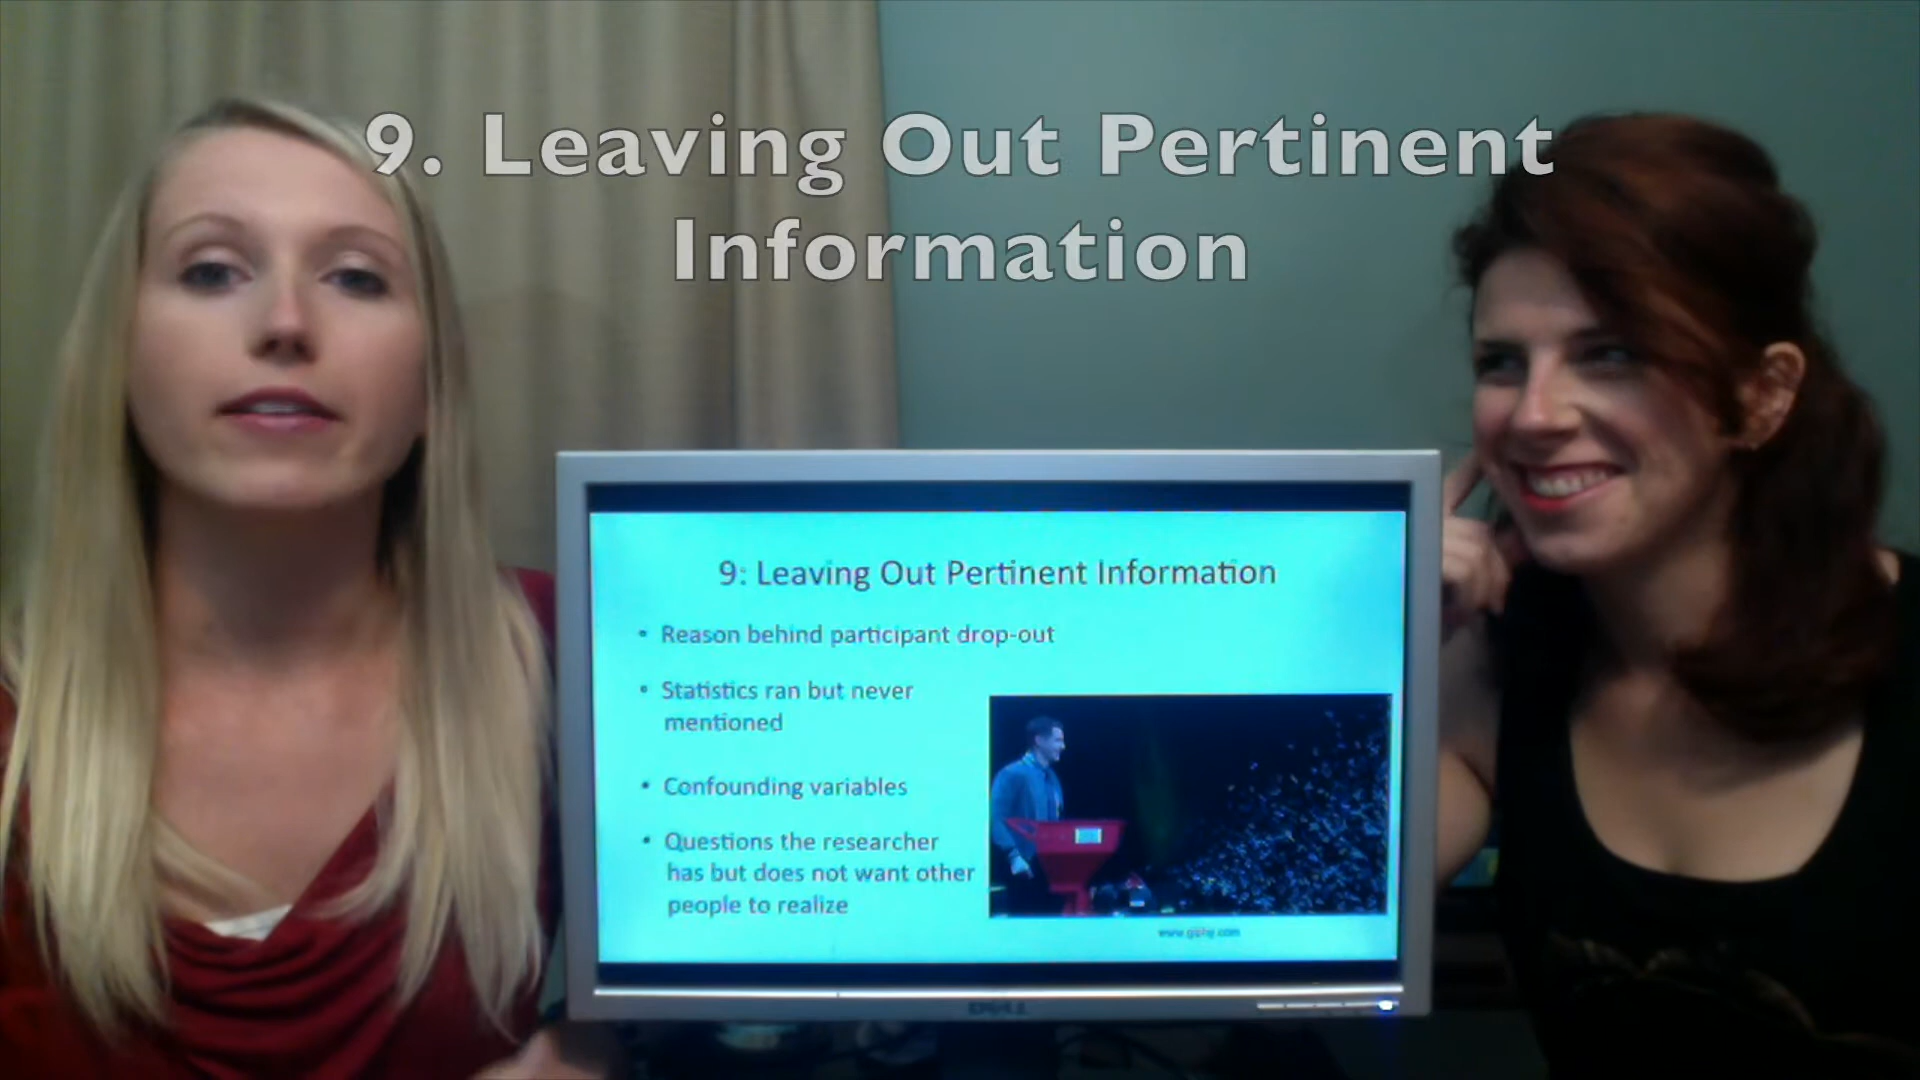 9. Leaving Out Pertinent
Information
9: Leaving Out Pertinent Information
• Reason behind participant drop-out
• Statistics ran but never
mentioned
• Confounding variables
• Questions the researcher
has but does not want other
people to realize
www.giphy.com